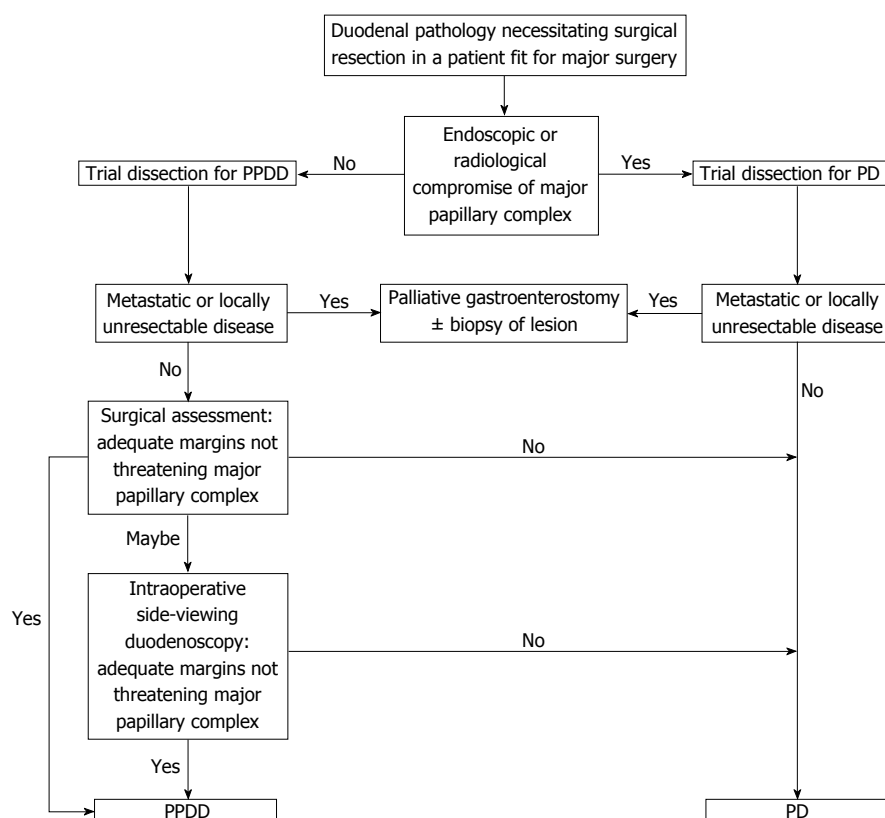 Duodenal pathology necessitating surgical
resection in a patient fit for major surgery
Endoscopic or
radiological
compromise of major
papillary complex
No
Yes
Trial dissection for PPDD
Trial dissection for PD
Metastatic or locally
unresectable disease
Yes
Palliative gastroenterostomy
± biopsy of lesion
Yes
Metastatic or locally
unresectable disease
No
No
Surgical assessment:
adequate margins not
threatening major
papillary complex
No
Maybe
Yes
Intraoperative
side-viewing
duodenoscopy:
adequate margins not
threatening major
papillary complex
No
Yes
PPDD
PD